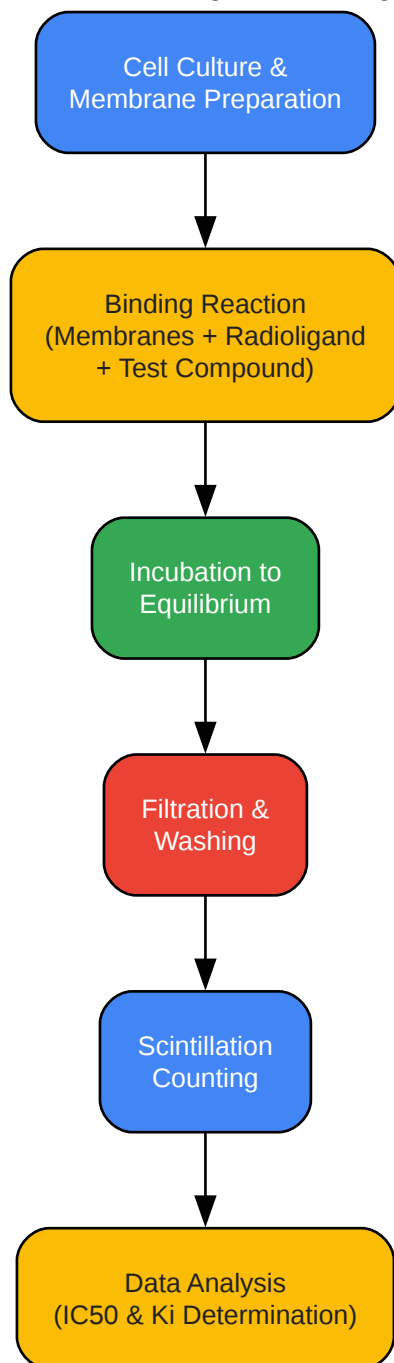 Cell Culture &
Membrane Preparation
Binding Reaction
(Membranes + Radioligand
+ Test Compound)
Incubation to
Equilibrium
Filtration &
Washing
Scintillation
Counting
Data Analysis
(IC50 & Ki Determination)